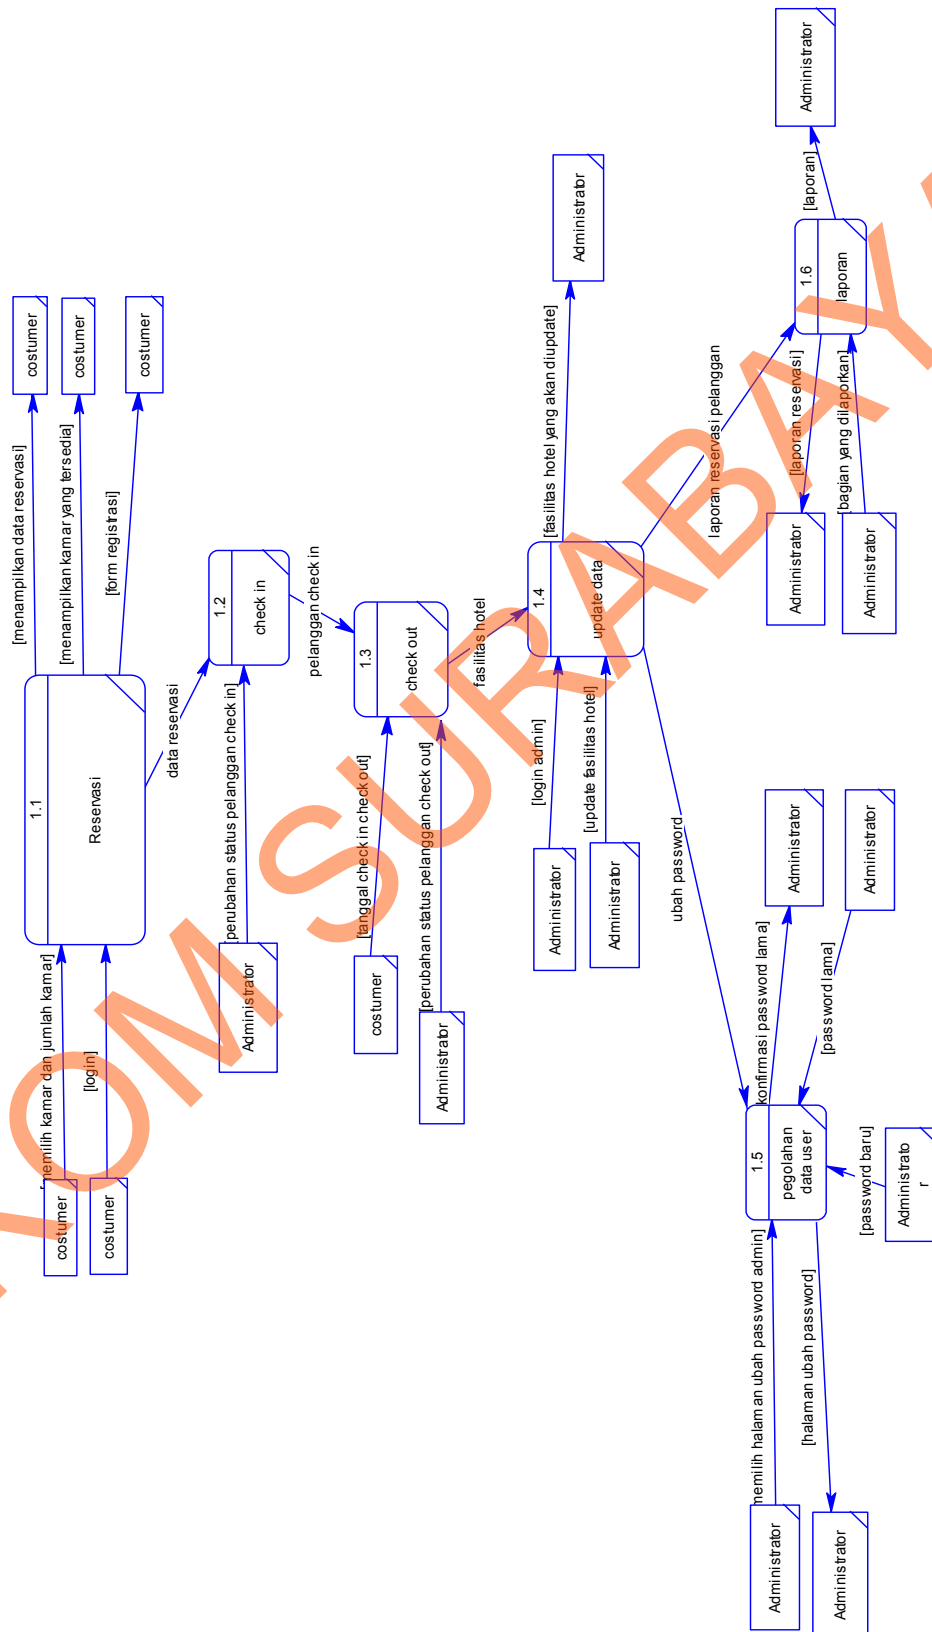 costumer
costumer
[memilih kamar dan jumlah kamar]
[login]
1.1
Reservasi
[menampilkan data reservasi]
[menampilkan kamar yang tersedia]
[form registrasi]
costumer
costumer
costumer
data reservasi
Administrator
[perubahan status pelanggan check in]
1.2
check in
pelanggan check in
costumer
[tanggal check in check out]
Administrator
[perubahan status pelanggan check out]
1.3
check out
fasilitas hotel
Administrator
[login admin]
Administrator
[update fasilitas hotel]
1.4
update data
[fasilitas hotel yang akan diupdate]
Administrator
ubah password
laporan reservasi pelanggan
Administrator
[memilih halaman ubah password admin]
Administrator
[halaman ubah password]
1.5
pegolahan
data user
[konfirmasi password lama]
Administrator
[password lama]
Administrator
[password baru]
Administrato
r
Administrator
[laporan reservasi]
Administrator
[bagian yang dilaporkan]
1.6
laporan
[laporan]
Administrator
KOM SURABAYA